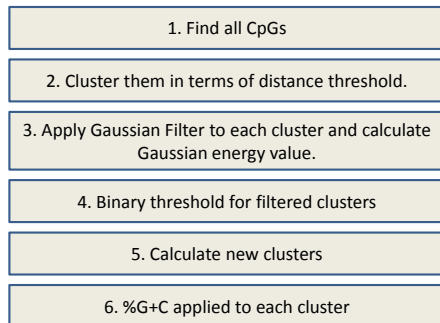 1. Find all CpGs
2. Cluster them in terms of distance threshold.
3. Apply Gaussian Filter to each cluster and calculate
Gaussian energy value.
4. Binary threshold for filtered clusters
5. Calculate new clusters
6. %G+C applied to each cluster